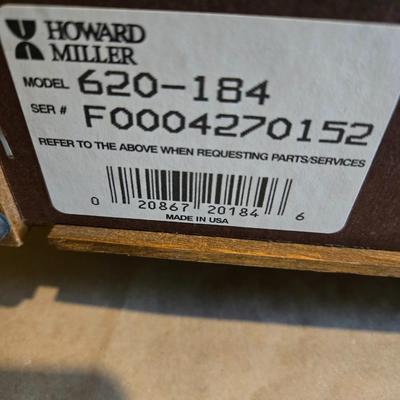 HOWARD
MILLER
MODEL 620-184
SER # F0004270152
REFER TO THE ABOVE WHEN REQUESTING PARTS/SERVICES
0 20867 20184 6
MADE IN USA